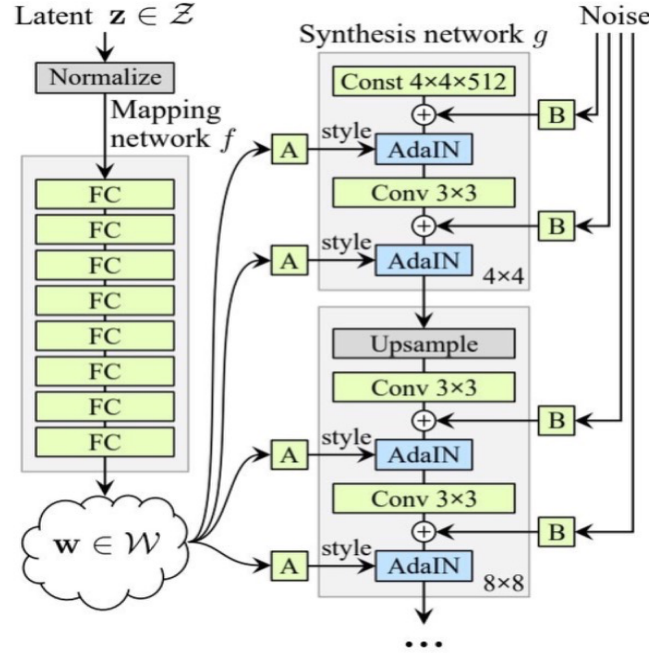 Latent z ∈ Z
Normalize
Mapping
network f
FC
FC
FC
FC
FC
FC
FC
FC
w ∈ W
Synthesis network g
Noise
Const 4×4×512
B
A
style
AdaIN
Conv 3×3
B
A
style
AdaIN
4×4
Upsample
Conv 3×3
B
A
style
AdaIN
Conv 3×3
B
A
style
AdaIN
8×8
...